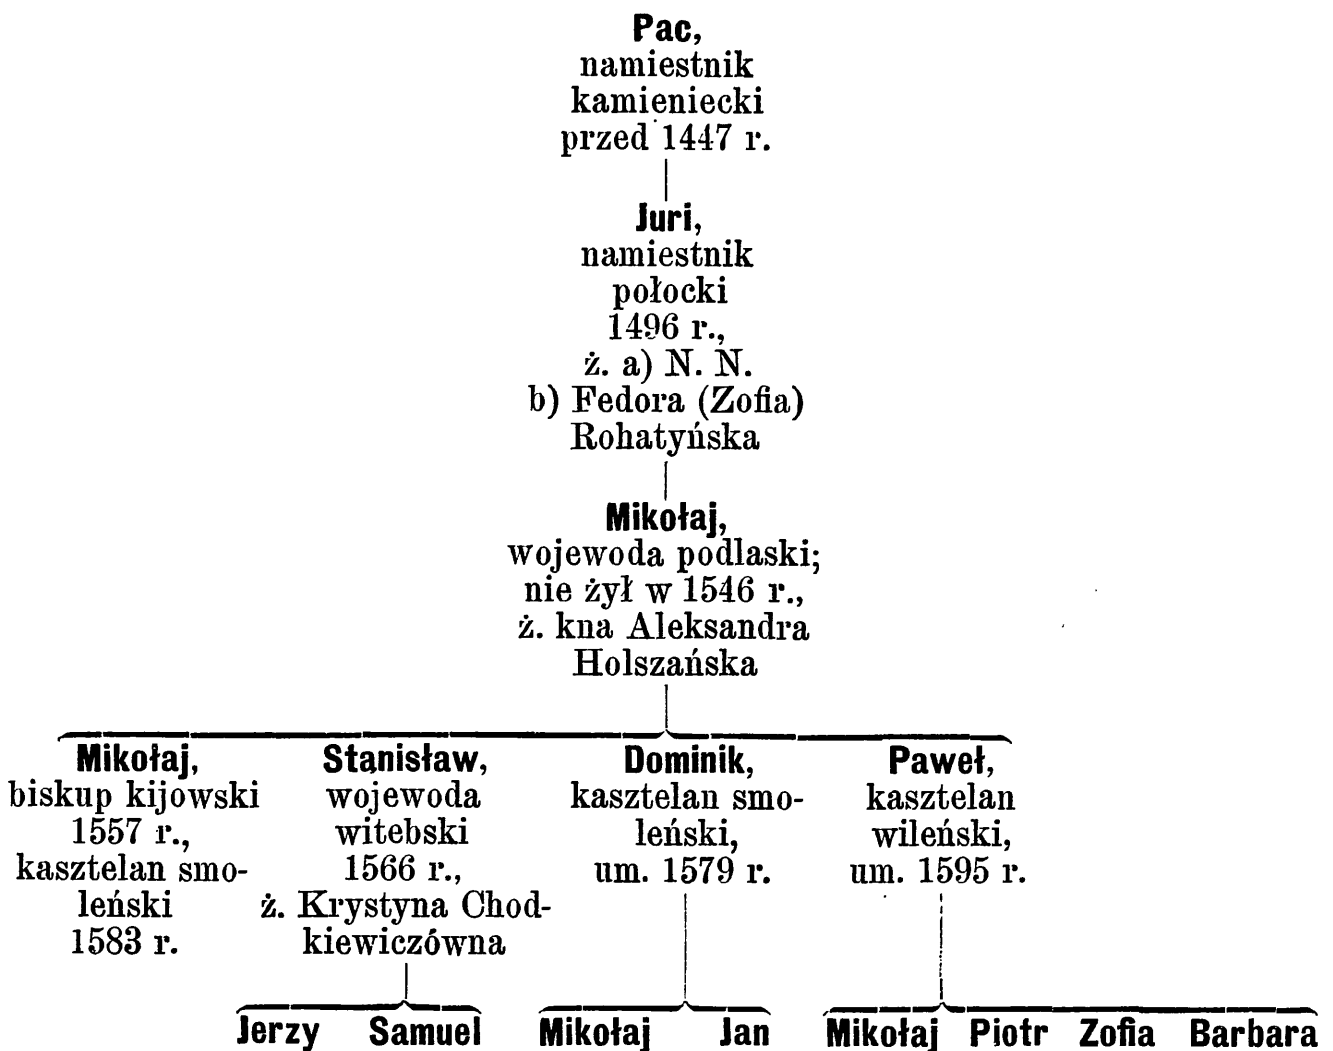 Pac,
namiestnik
kamieniecki
przed 1447 r.
Juri,
namiestnik
połocki
1496 r.,
ż. a) N. N.
b) Fedora (Zofia)
Rohatyńska
Mikołaj,
wojewoda podlaski;
nie żył w 1546 r.,
ż. kna Aleksandra
Holszańska
Mikołaj,
biskup kijowski
1557 r.,
kasztelan smo-
leński
1583 r.
Stanisław,
wojewoda
witebski
1566 r.,
ż. Krystyna Chod-
kiewiczówna
Dominik,
kasztelan smo-
leński,
um. 1579 r.
Paweł,
kasztelan
wileński,
um. 1595 r.
Jerzy Samuel Mikołaj Jan Mikołaj Piotr Zofia Barbara